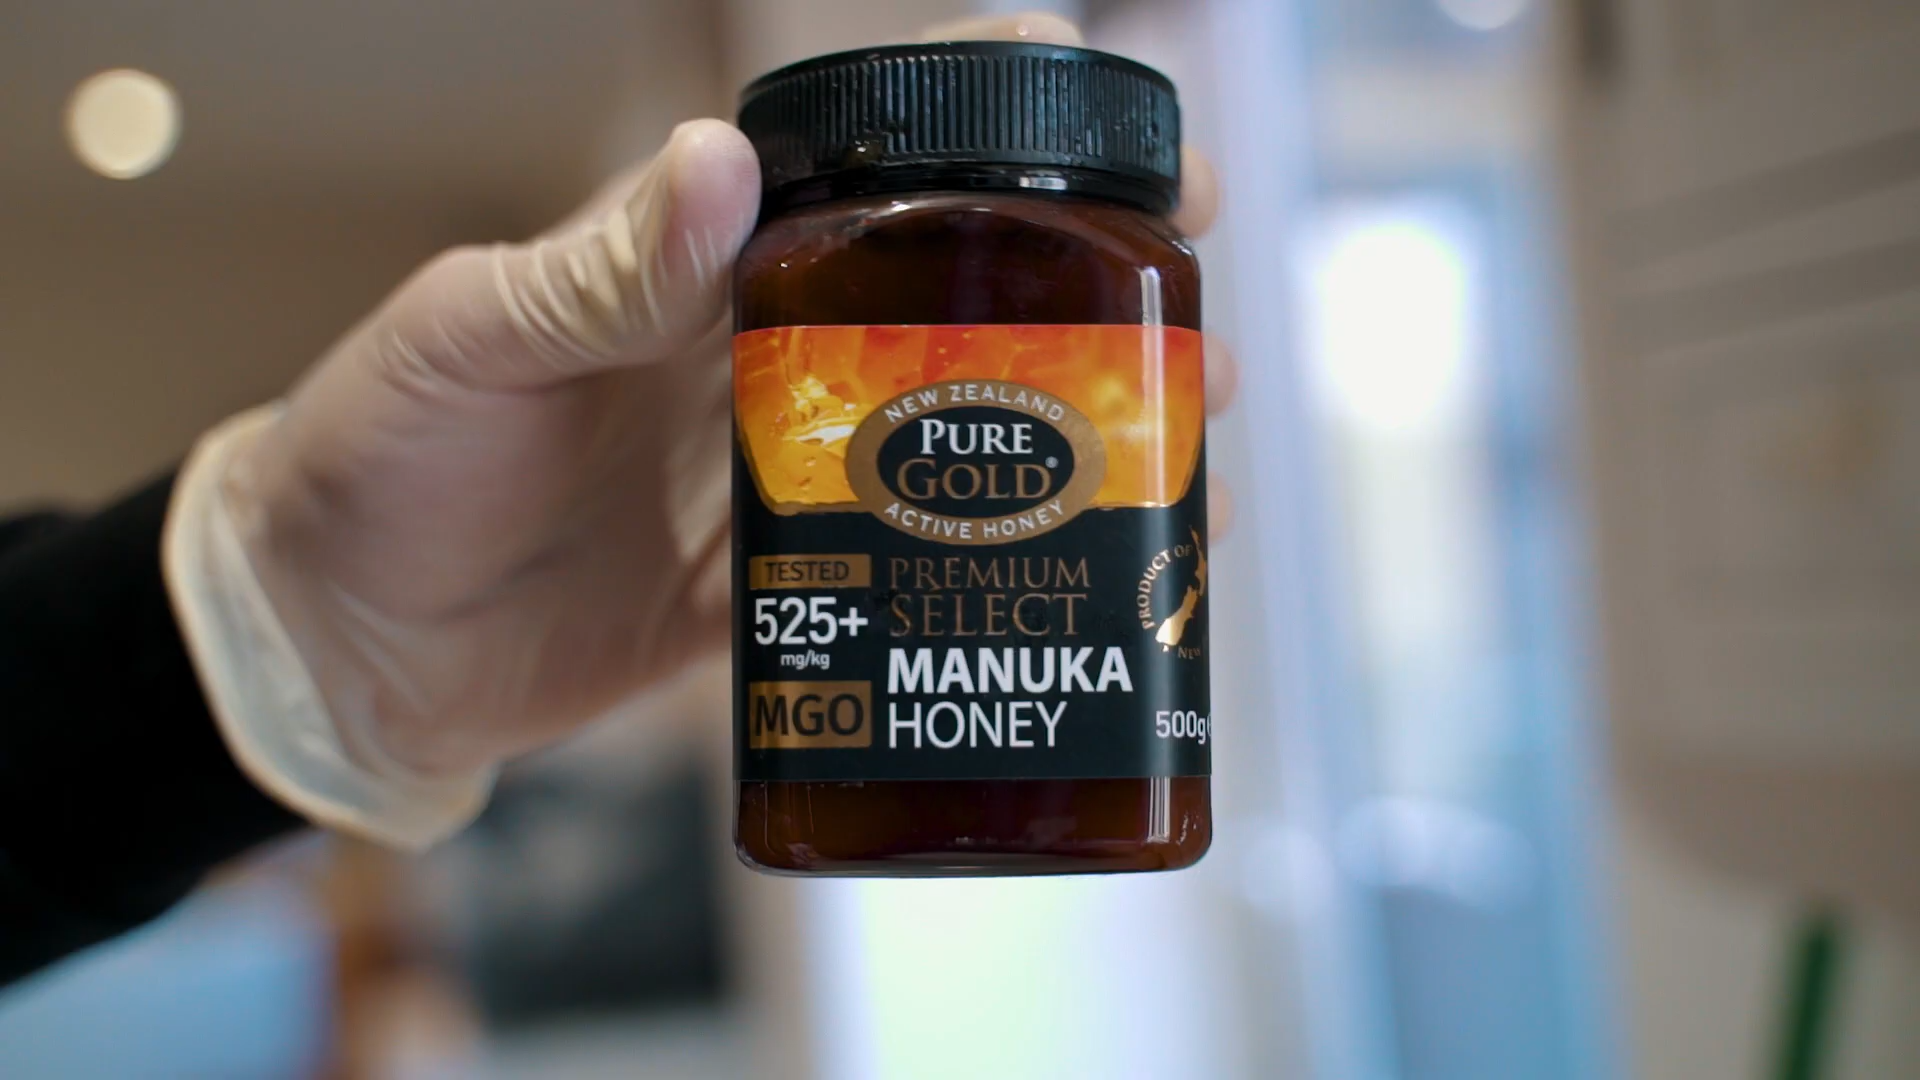 NEW ZEALAND
PURE
GOLD®
ACTIVE HONEY
TESTED
525+
mg/kg
MGO
PREMIUM
SELECT
MANUKA
HONEY
PRODUCT OF
500g